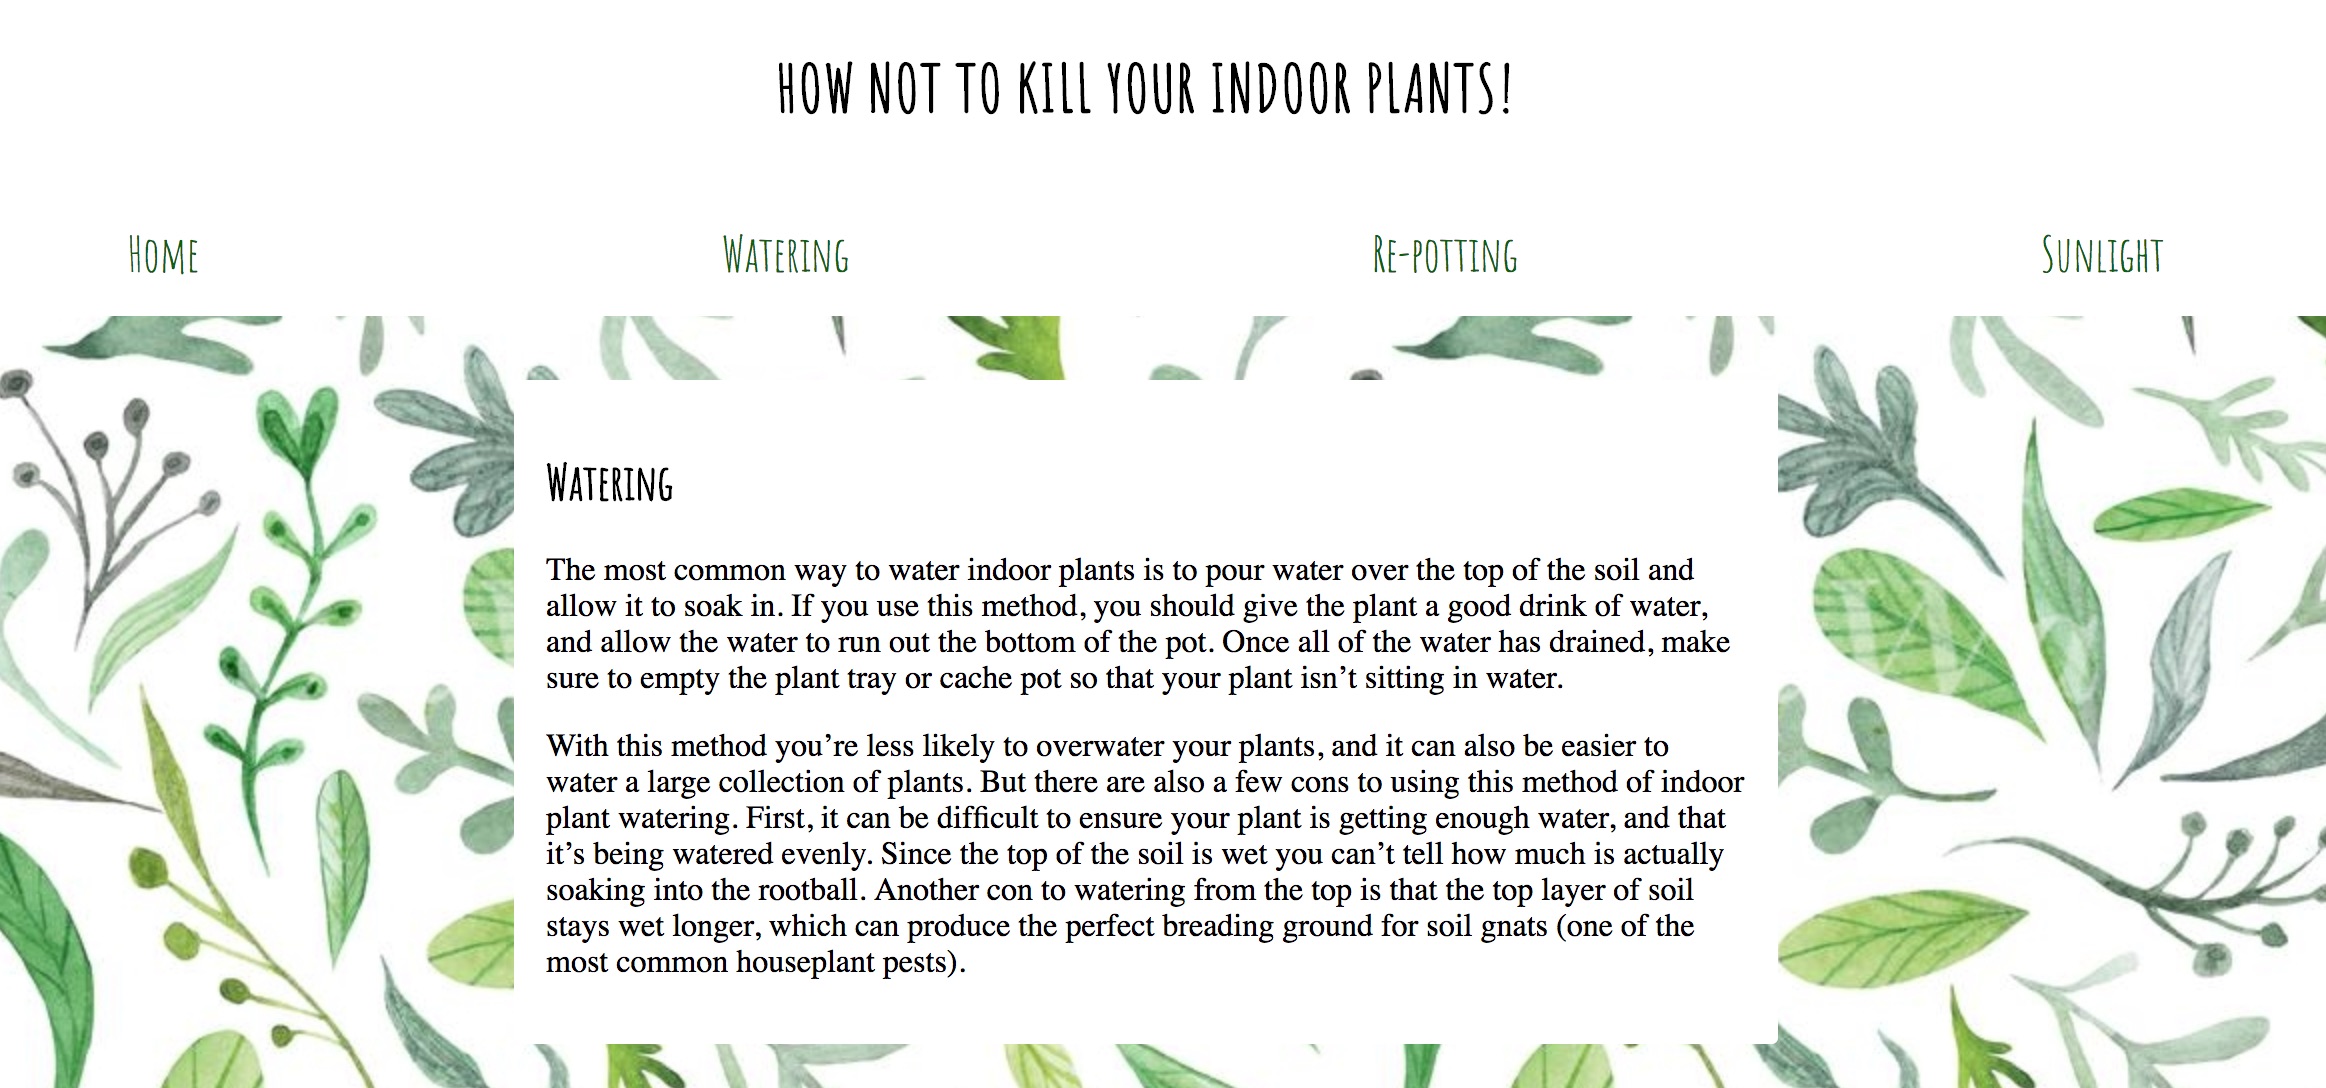 HOW NOT TO KILL YOUR INDOOR PLANTS!
HOME
WATERING
RE-POTTING
SUNLIGHT
WATERING
The most common way to water indoor plants is to pour water over the top of the soil and
allow it to soak in. If you use this method, you should give the plant a good drink of water,
and allow the water to run out the bottom of the pot. Once all of the water has drained, make
sure to empty the plant tray or cache pot so that your plant isn’t sitting in water.
With this method you’re less likely to overwater your plants, and it can also be easier to
water a large collection of plants. But there are also a few cons to using this method of indoor
plant watering. First, it can be difficult to ensure your plant is getting enough water, and that
it’s being watered evenly. Since the top of the soil is wet you can’t tell how much is actually
soaking into the rootball. Another con to watering from the top is that the top layer of soil
stays wet longer, which can produce the perfect breading ground for soil gnats (one of the
most common houseplant pests).